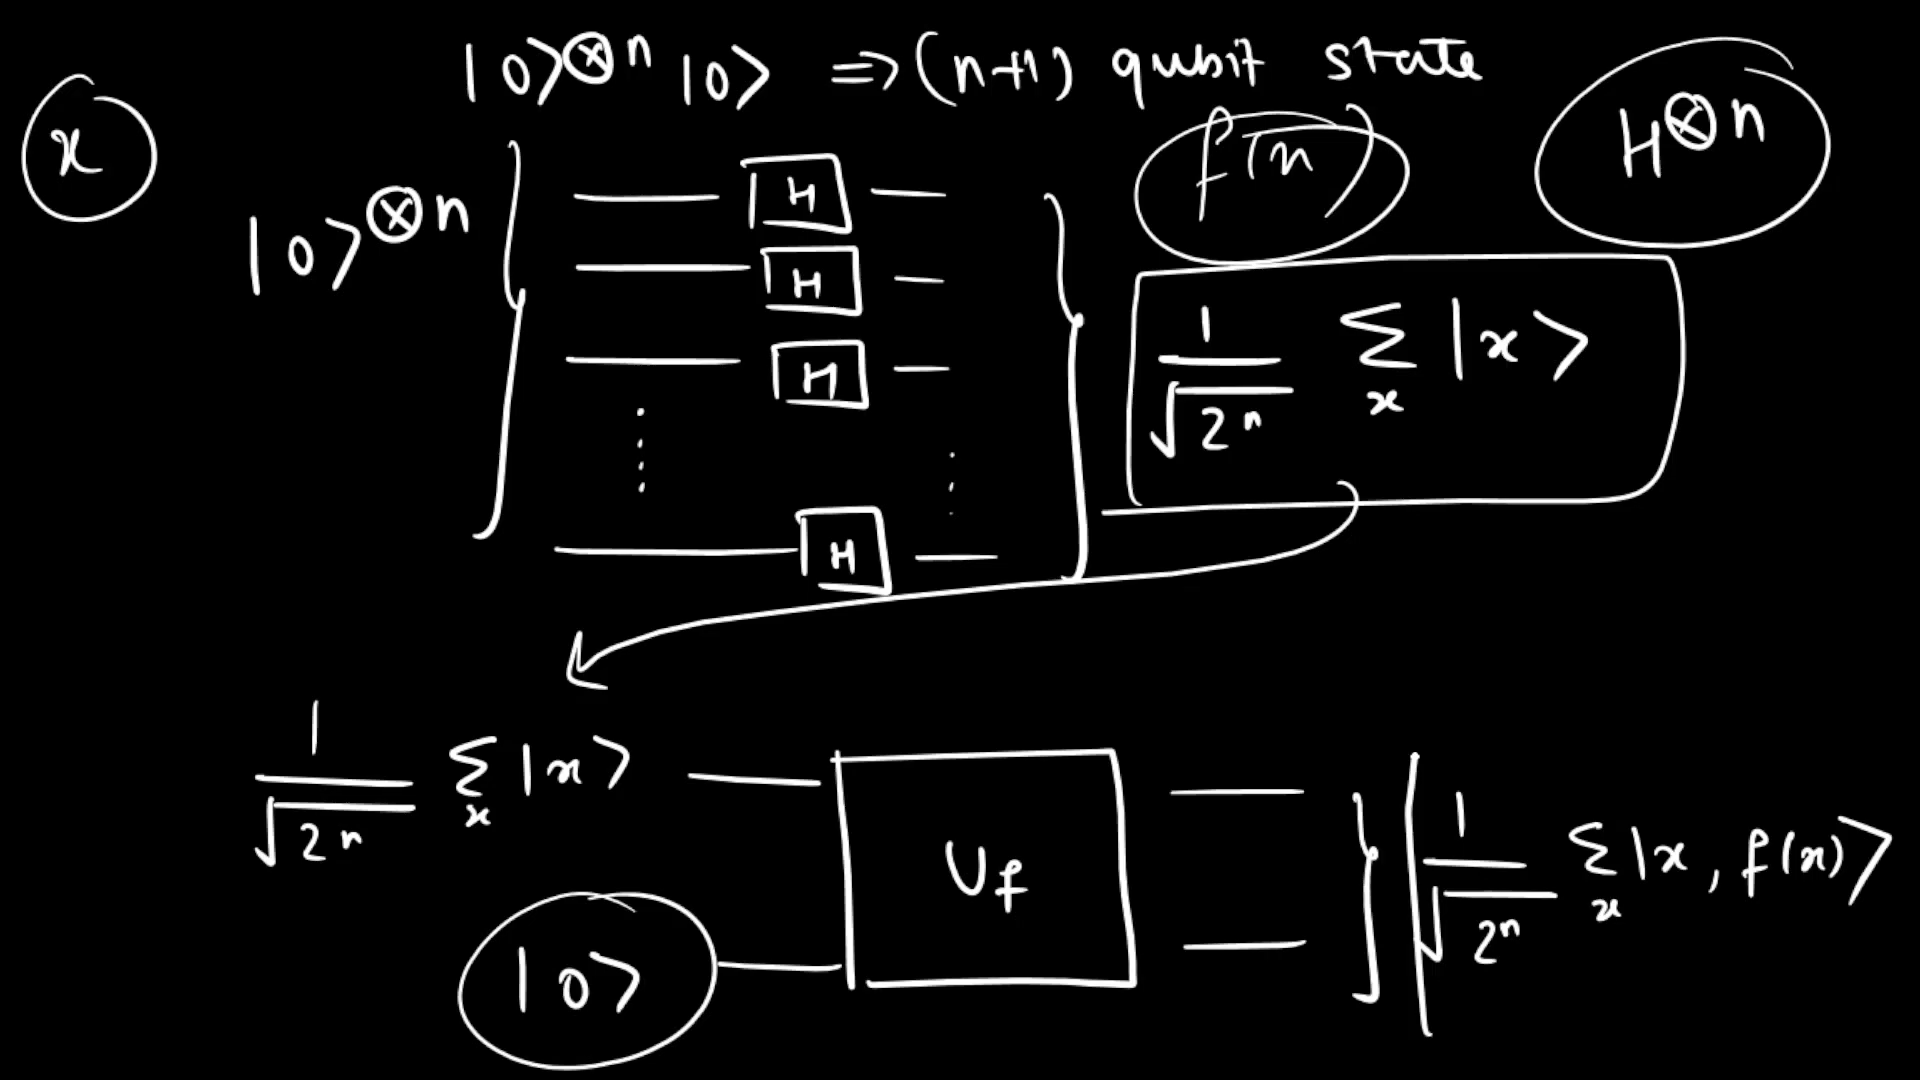 |0>⊗n |0> => (n+1) qubit state
x
f(x)
H⊗n
|0>⊗n
H
H
H
H
1/√2ⁿ Σx |x>
1/√2ⁿ Σx |x>
Uf
1/√2ⁿ Σx |x, f(x)>
|0>